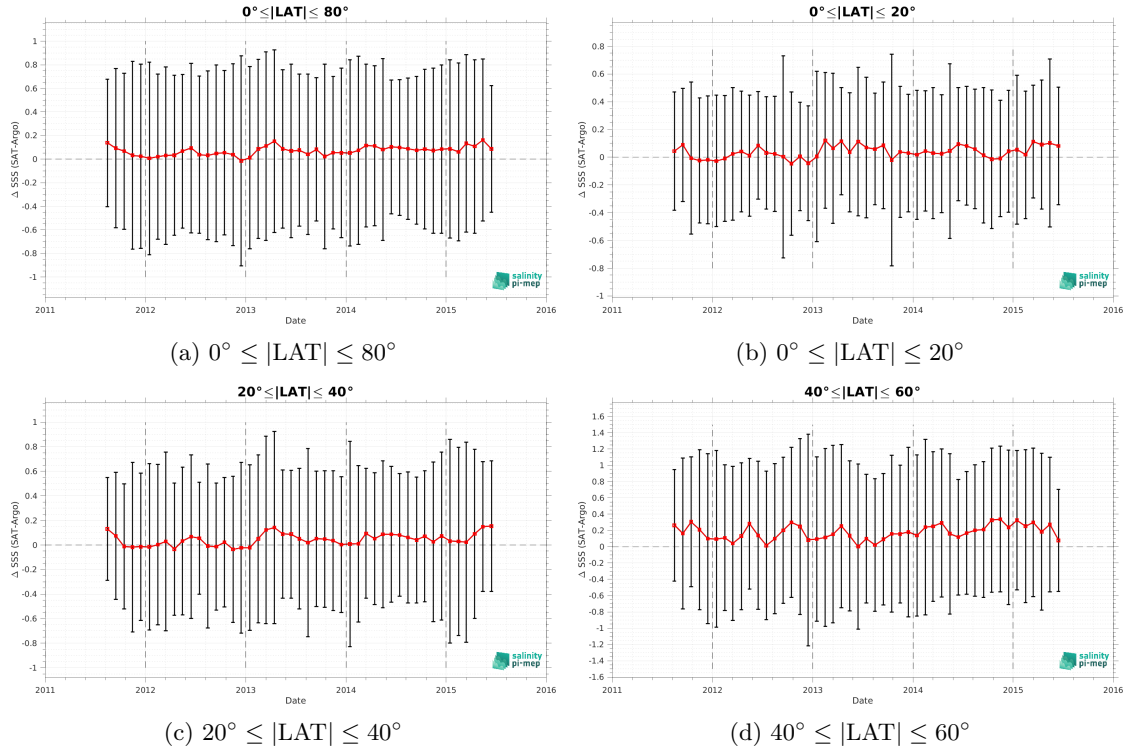 0°≤|LAT|≤ 80°
1
0.8
0.6
0.4
0.2
0
-0.2
-0.4
-0.6
-0.8
-1
Δ SSS (SAT-Argo)
2011 2012 2013 2014 2015 2016
Date
salinity
pi-mep
(a) 0° ≤ |LAT| ≤ 80°
0°≤|LAT|≤ 20°
0.8
0.6
0.4
0.2
0
-0.2
-0.4
-0.6
-0.8
-1
Δ SSS (SAT-Argo)
2011 2012 2013 2014 2015 2016
Date
salinity
pi-mep
(b) 0° ≤ |LAT| ≤ 20°
20°≤|LAT|≤ 40°
1
0.8
0.6
0.4
0.2
0
-0.2
-0.4
-0.6
-0.8
-1
Δ SSS (SAT-Argo)
2011 2012 2013 2014 2015 2016
Date
salinity
pi-mep
(c) 20° ≤ |LAT| ≤ 40°
40°≤|LAT|≤ 60°
1.6
1.4
1.2
1
0.8
0.6
0.4
0.2
0
-0.2
-0.4
-0.6
-0.8
-1
-1.2
-1.4
-1.6
Δ SSS (SAT-Argo)
2011 2012 2013 2014 2015 2016
Date
salinity
pi-mep
(d) 40° ≤ |LAT| ≤ 60°